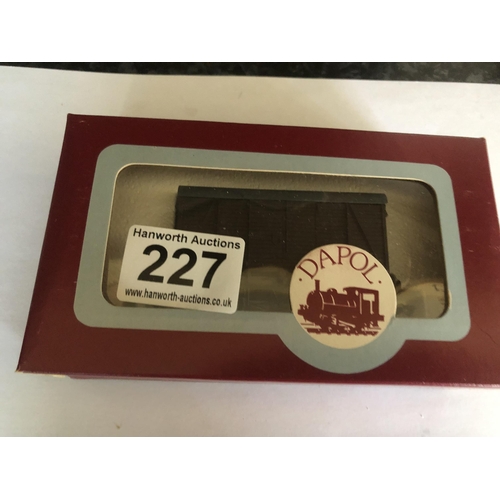 Hanworth Auctions
227
www.hanworth-auctions.co.uk
· DAPOL ·